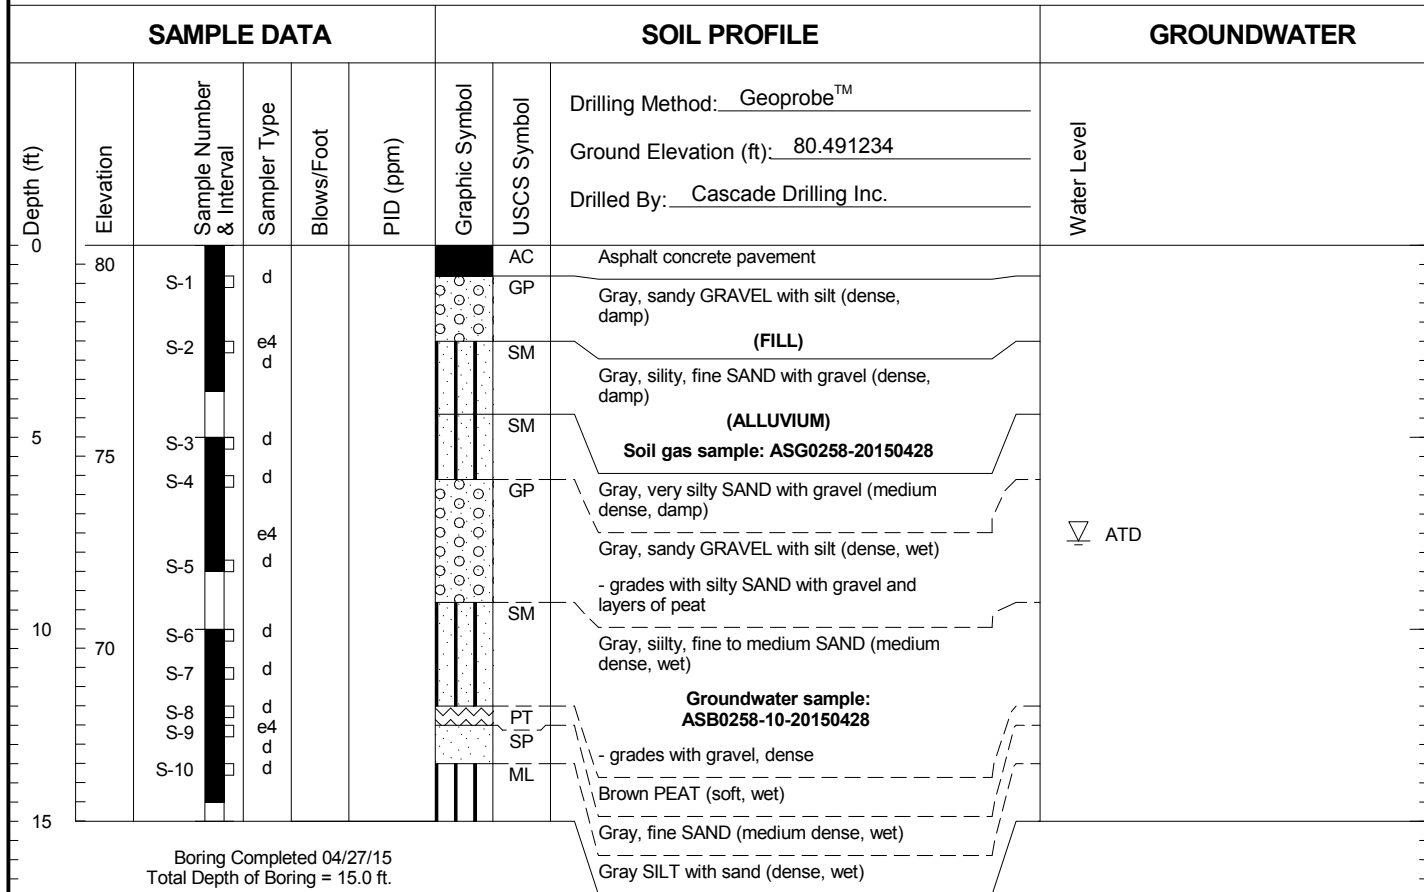 SAMPLE DATA
SOIL PROFILE
GROUNDWATER
Depth (ft)
Elevation
Sample Number
& Interval
Sampler Type
Blows/Foot
PID (ppm)
Graphic Symbol
USCS Symbol
Drilling Method: Geoprobe™
Ground Elevation (ft): 80.491234
Drilled By: Cascade Drilling Inc.
Water Level
0
80
AC
Asphalt concrete pavement
S-1
d
GP
Gray, sandy GRAVEL with silt (dense,
damp)
(FILL)
S-2
e4
d
SM
Gray, sility, fine SAND with gravel (dense,
damp)
(ALLUVIUM)
SM
5
S-3
d
75
Soil gas sample: ASG0258-20150428
S-4
d
GP
Gray, very silty SAND with gravel (medium
dense, damp)
e4
ATD
Gray, sandy GRAVEL with silt (dense, wet)
S-5
d
- grades with silty SAND with gravel and
layers of peat
SM
10
S-6
d
70
Gray, siilty, fine to medium SAND (medium
dense, wet)
S-7
d
Groundwater sample:
ASB0258-10-20150428
S-8
d
PT
S-9
e4
d
SP
- grades with gravel, dense
S-10
d
ML
Brown PEAT (soft, wet)
15
Gray, fine SAND (medium dense, wet)
Boring Completed 04/27/15
Total Depth of Boring = 15.0 ft.
Gray SILT with sand (dense, wet)